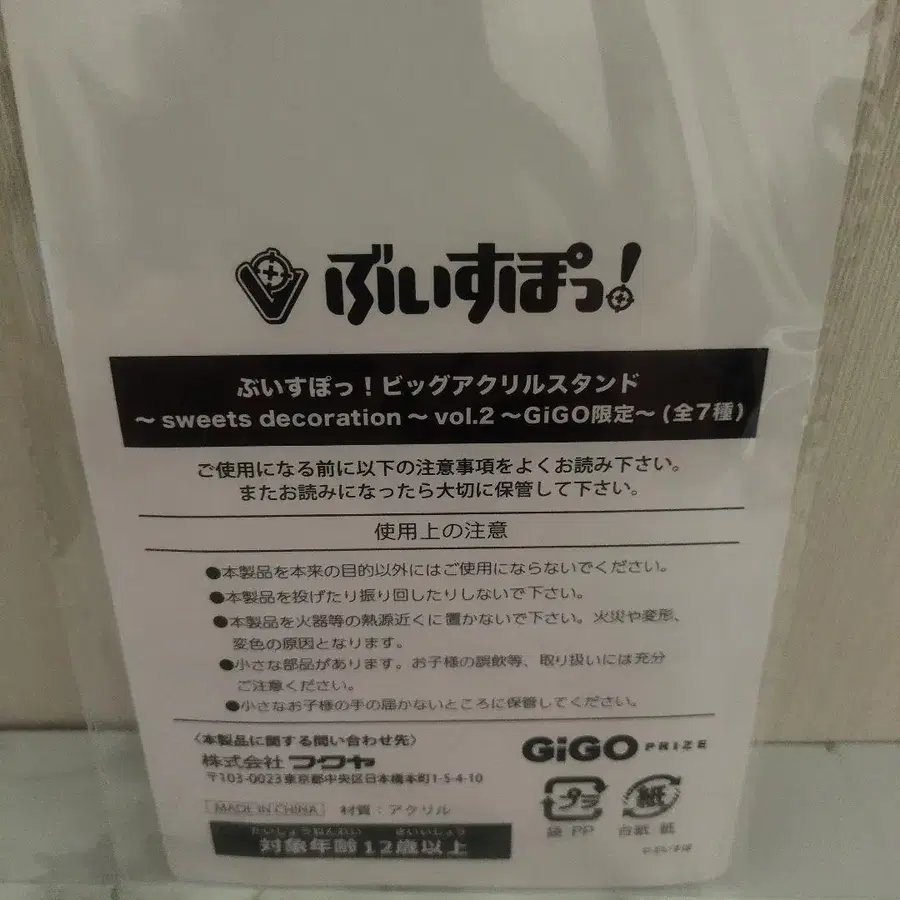 ぶいすぽっ!
ぶいすぽっ!ビッグアクリルスタンド
~ sweets decoration ~ vol.2 ~GiGO限定~ (全7種)
ご使用になる前に以下の注意事項をよくお読み下さい。
またお読みになったら大切に保管して下さい。
使用上の注意
●本製品を本来の目的以外にはご使用にならないでください。
●本製品を投げたり振り回したりしないで下さい。
●本製品を火器等の熱源近くに置かないで下さい。火災や変形、
変色の原因となります。
●小さな部品があります。お子様の誤飲等、取り扱いには充分
ご注意ください。
●小さなお子様の手の届かないところに保管してください。
〈本製品に関する問い合わせ先〉
株式会社フクヤ
〒103-0023東京都中央区日本橋本町1-5-4-10
MADE IN CHINA 材質:アクリル
GiGO PRIZE
プラ 紙
袋 PP 台紙 紙